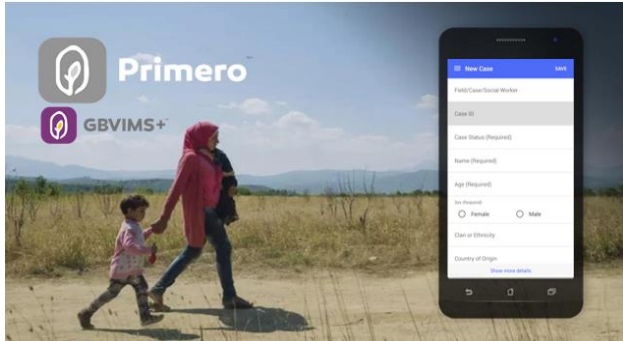 Primero
GBVIMS+
New Case
SAVE
Field/Case/Social Worker
Case ID
Case Status (Required)
Name (Required)
Age (Required)
Sex (Required)
Female
Male
Clan or Ethnicity
Country of Origin
Show more details